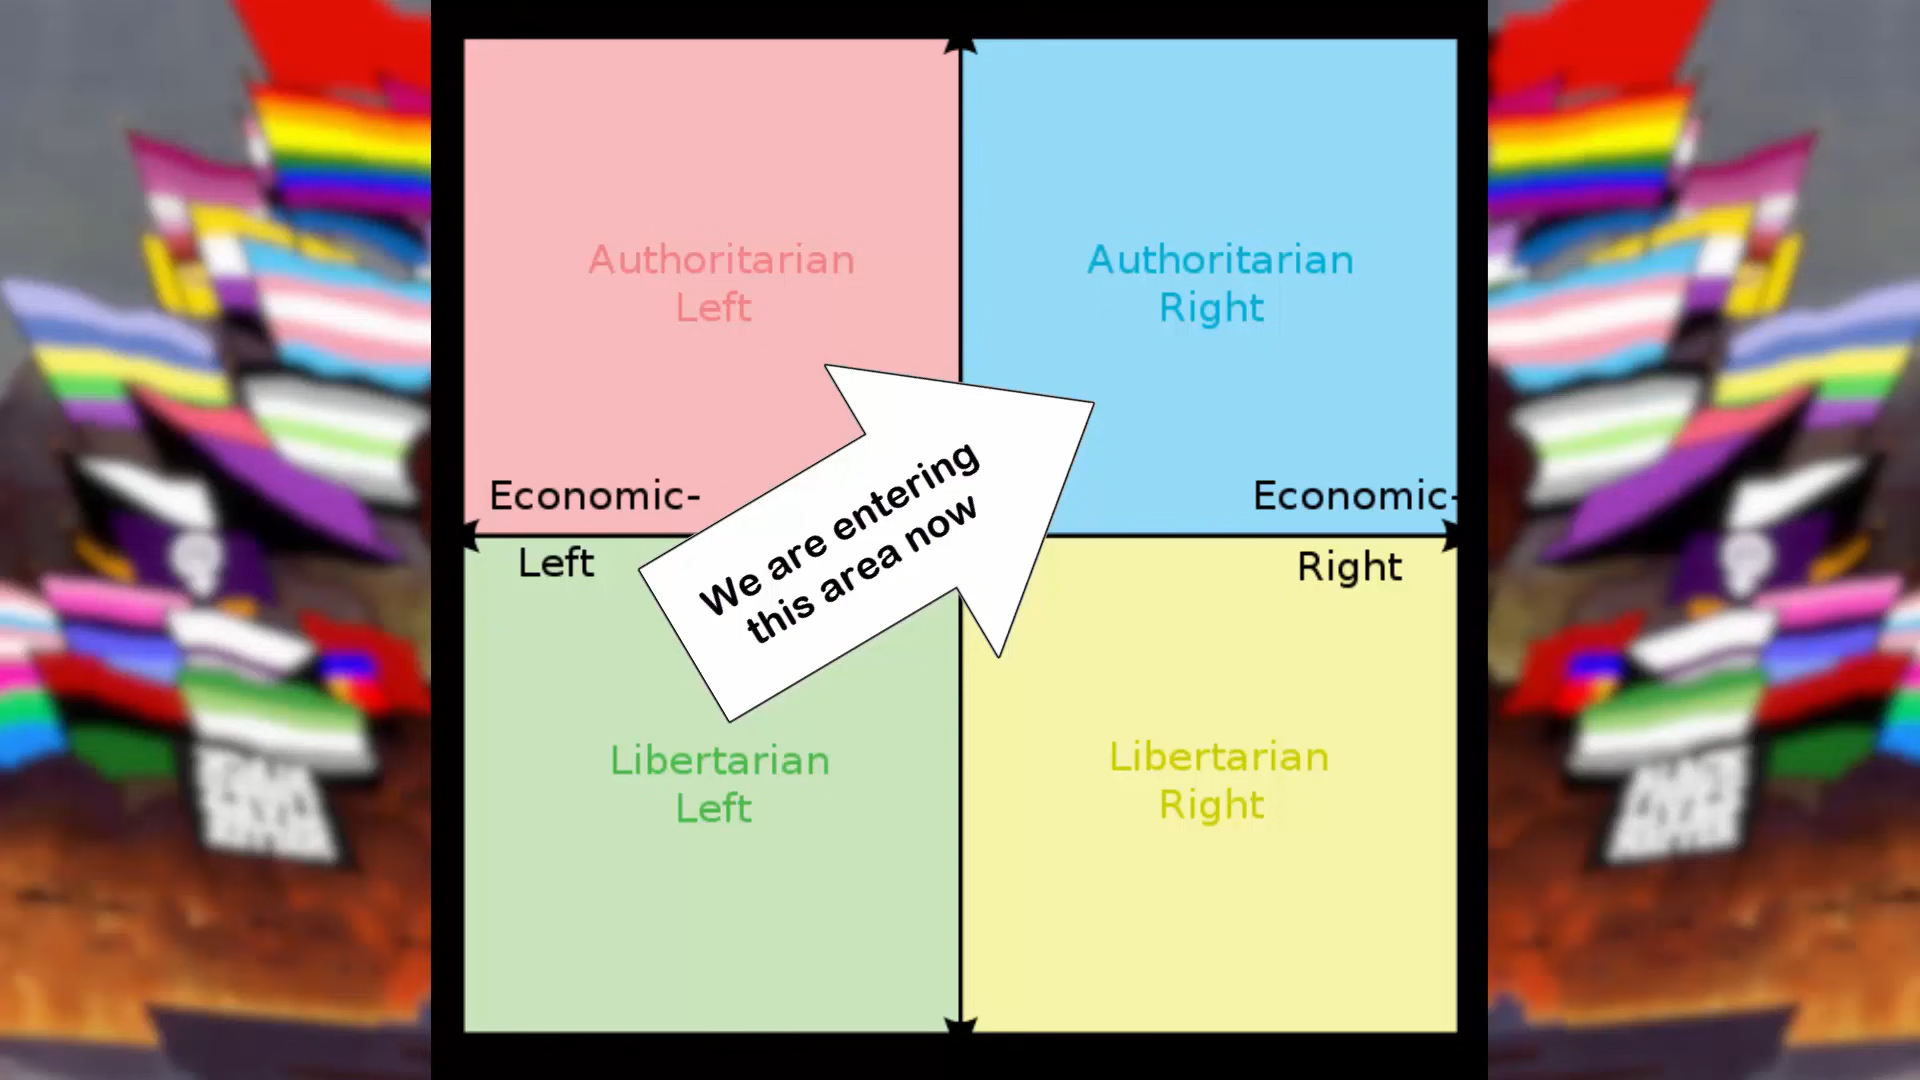 Authoritarian
Left
Authoritarian
Right
Economic-
Left
Economic-
Right
We are entering
this area now
Libertarian
Left
Libertarian
Right